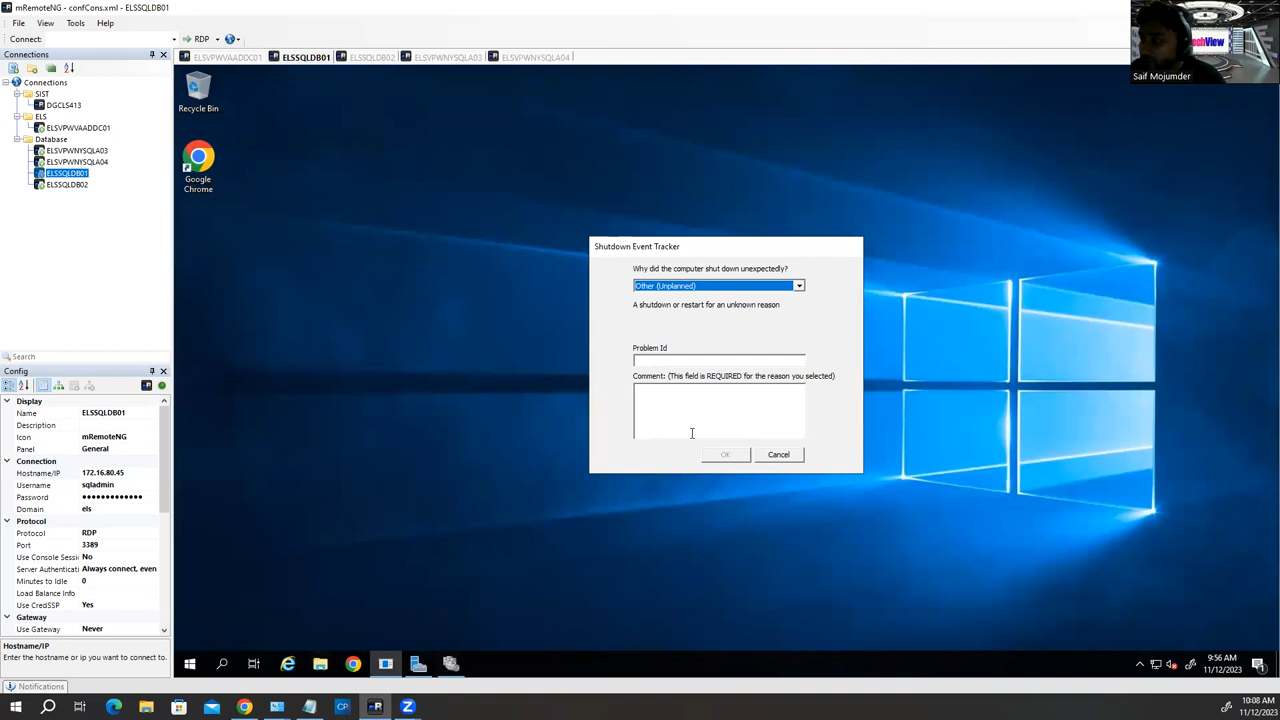 mRemoteNG - confCons.xml - ELSSQLDB01
File View Tools Help
Connect: RDP
Connections
Connections
SIST
DGCLS413
ELS
ELSVPWVAADDC01
Database
ELSVPWNYSQLA03
ELSVPWNYSQLA04
ELSSQLDB01
ELSSQLDB02
Search
Config
Display
Name ELSSQLDB01
Description
Icon mRemoteNG
Panel General
Connection
Hostname/IP 172.16.80.45
Username sqladmin
Password •••••••••••••
Domain els
Protocol
Protocol RDP
Port 3389
Use Console Sessi No
Server Authentica Always connect, even
Minutes to Idle 0
Load Balance Info
Use CredSSP Yes
Gateway
Use Gateway Never
Hostname/IP
Enter the hostname or ip you want to connect to.
Notifications
ELSVPWVAADDC01 ELSSQLDB01 ELSSQLDB02 ELSVPWNYSQLA03 ELSVPWNYSQLA04
Recycle Bin
Google
Chrome
Shutdown Event Tracker
Why did the computer shut down unexpectedly?
Other (Unplanned)
A shutdown or restart for an unknown reason
Problem Id
Comment: (This field is REQUIRED for the reason you selected)
OK Cancel
9:56 AM
11/12/2023
TechView
Saif Mojumder
10:08 AM
11/12/2023